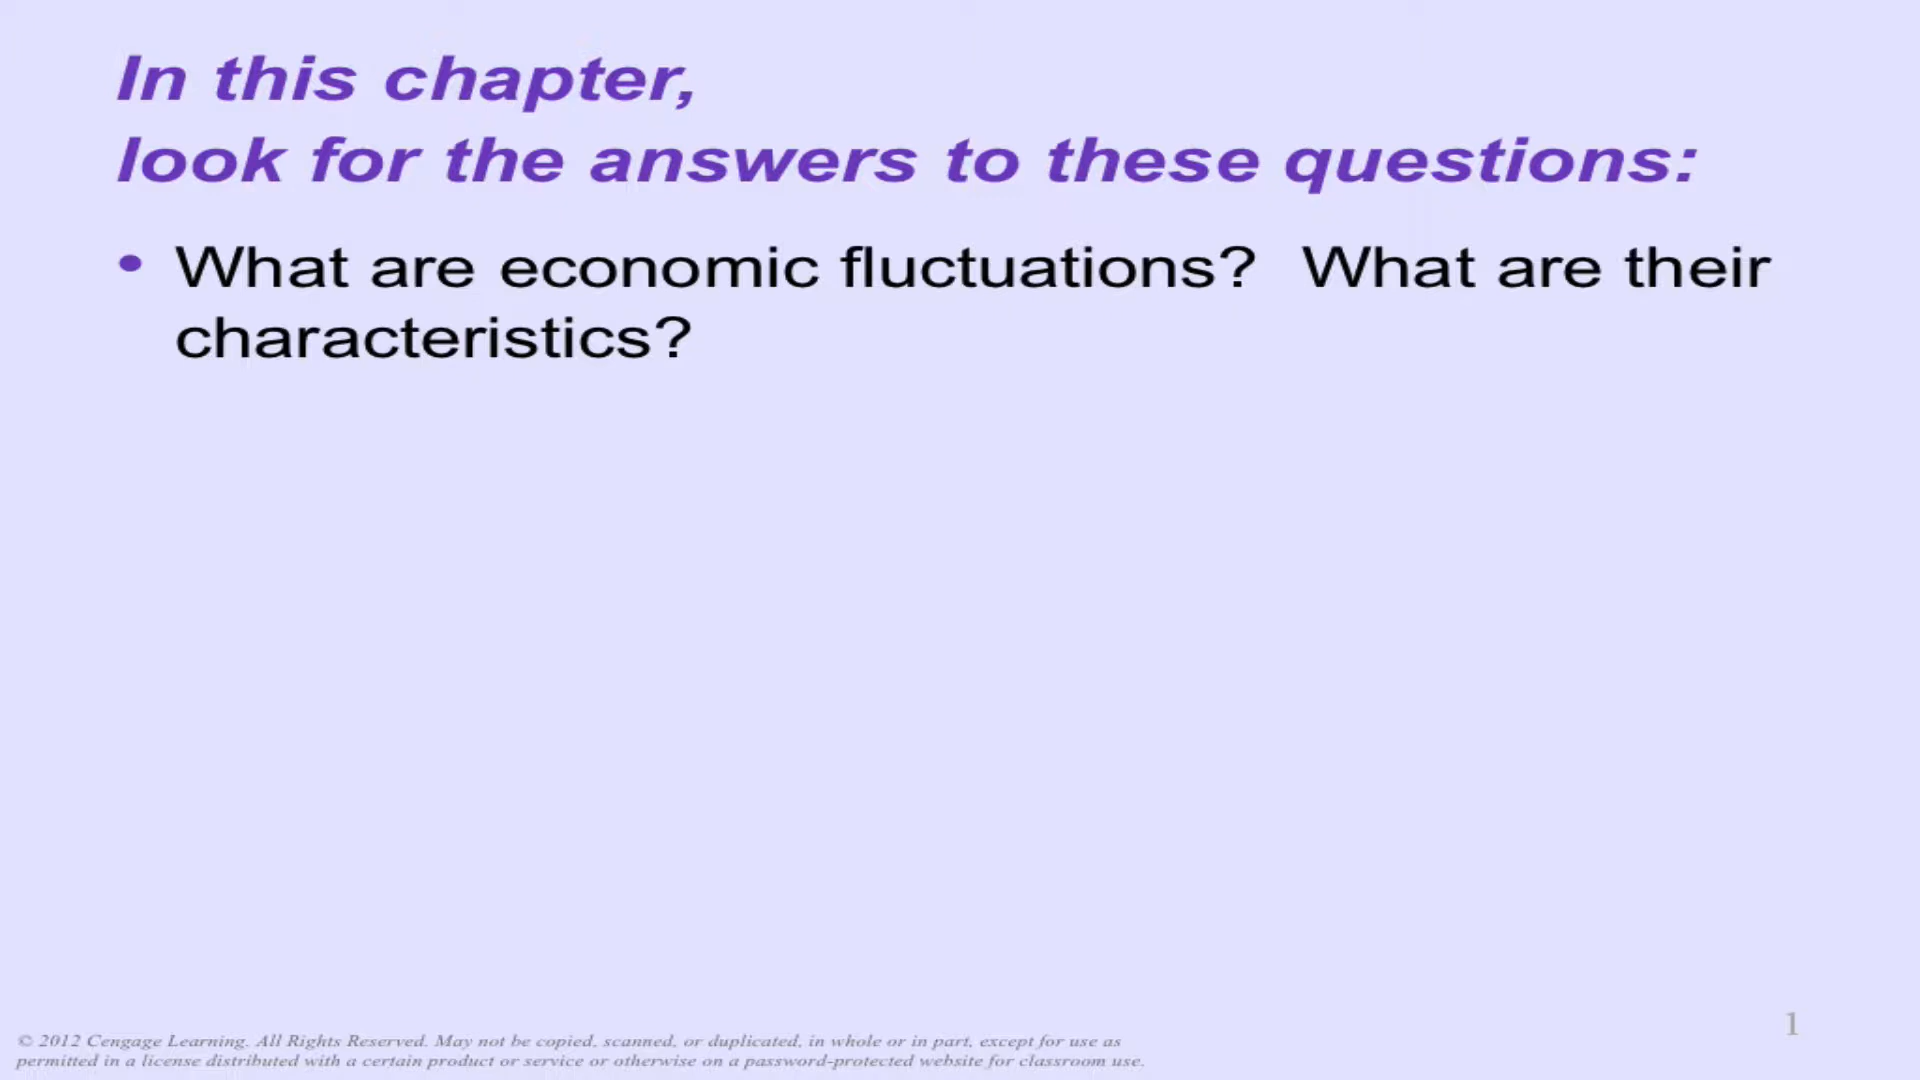 In this chapter,
look for the answers to these questions:
• What are economic fluctuations?  What are their
characteristics?
1
© 2012 Cengage Learning. All Rights Reserved. May not be copied, scanned, or duplicated, in whole or in part, except for use as
permitted in a license distributed with a certain product or service or otherwise on a password-protected website for classroom use.